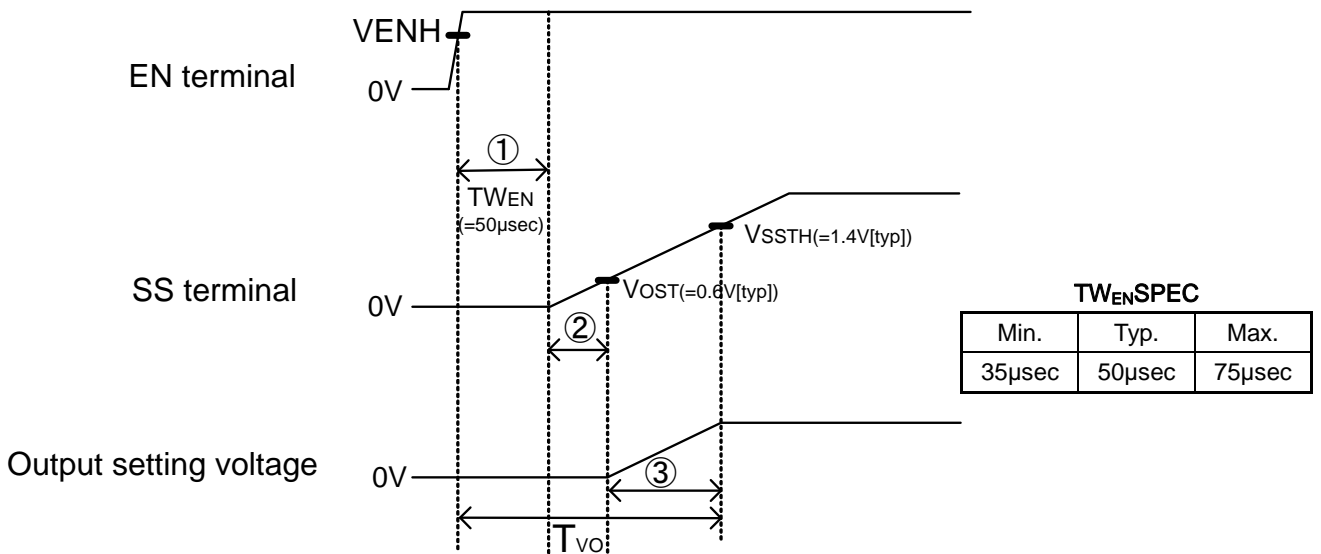 VENH
EN terminal
0V
①
TWEN
(=50µsec)
VSSTH(=1.4V[typ])
SS terminal
VOST(=0.6V[typ])
0V
②
TWENSPEC
Min. Typ. Max.
35µsec 50µsec 75µsec
Output setting voltage
0V
③
TVO